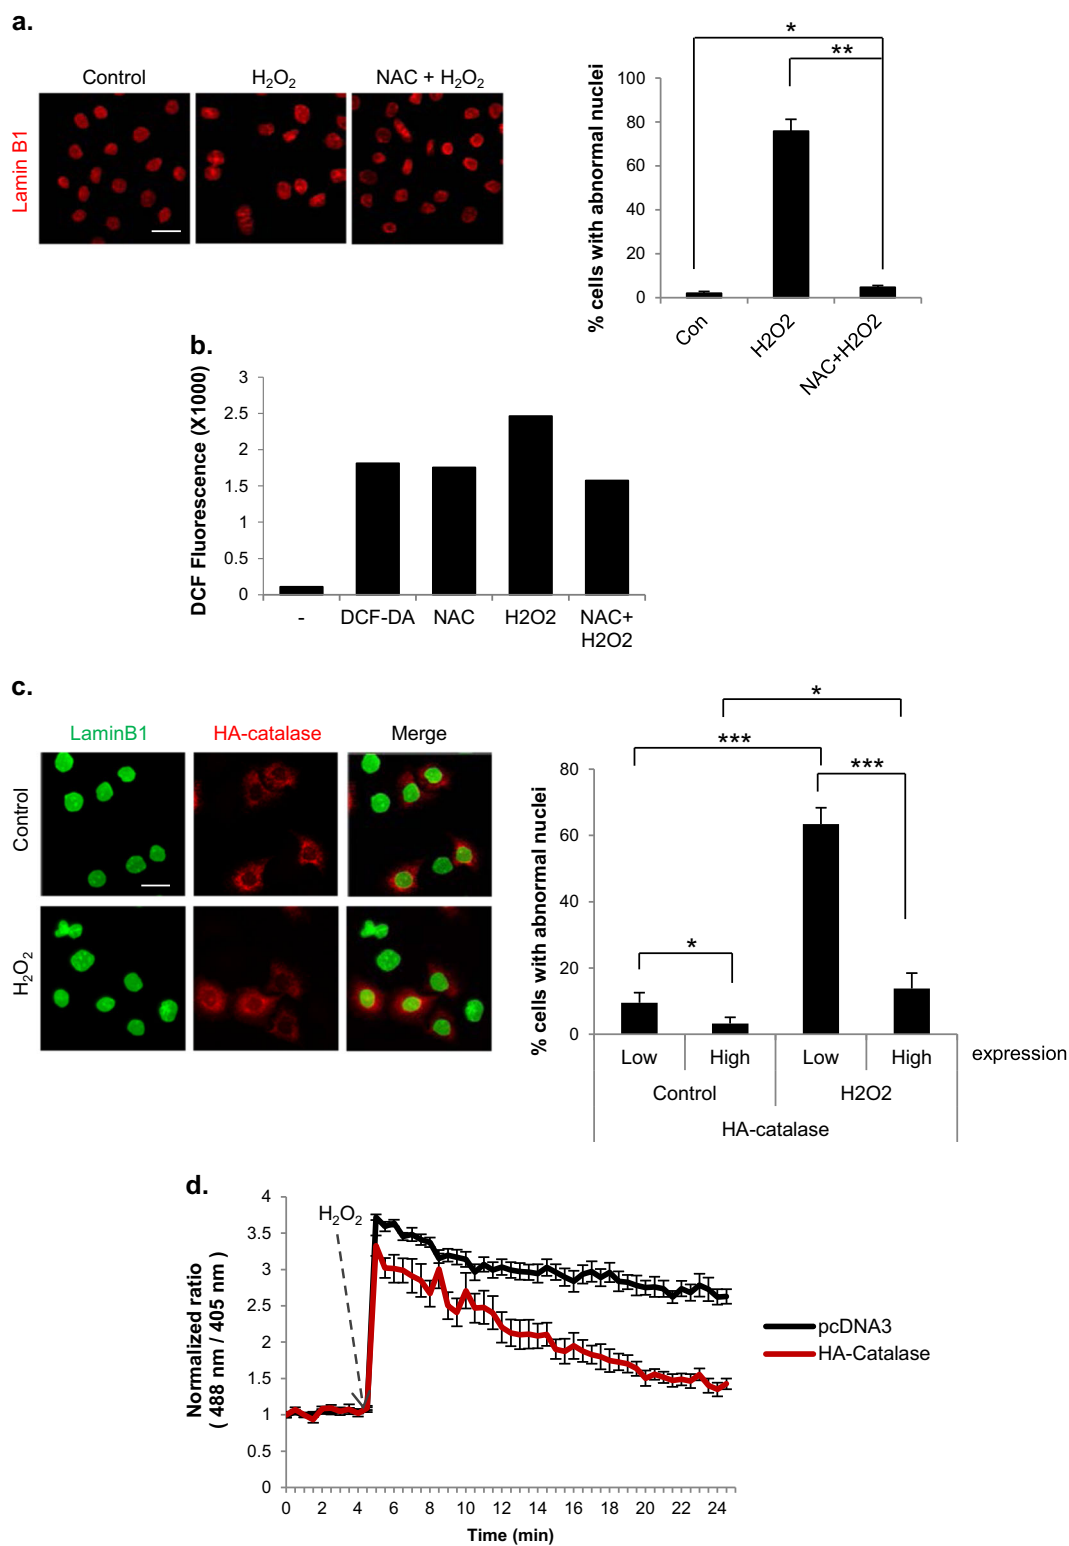 a.
Control
H₂O₂
NAC + H₂O₂
Lamin B1
*
**
% cells with abnormal nuclei
100
80
60
40
20
0
Con
H2O2
NAC+H2O2
b.
DCF Fluorescence (X1000)
3
2.5
2
1.5
1
0.5
0
-
DCF-DA
NAC
H2O2
NAC+
H2O2
c.
LaminB1
HA-catalase
Merge
Control
H₂O₂
*
***
***
*
% cells with abnormal nuclei
80
60
40
20
0
Low
High
Low
High
expression
Control
H2O2
HA-catalase
d.
H₂O₂
Normalized ratio
( 488 nm / 405 nm )
4
3.5
3
2.5
2
1.5
1
0.5
0
0 2 4 6 8 10 12 14 16 18 20 22 24
Time (min)
pcDNA3
HA-Catalase